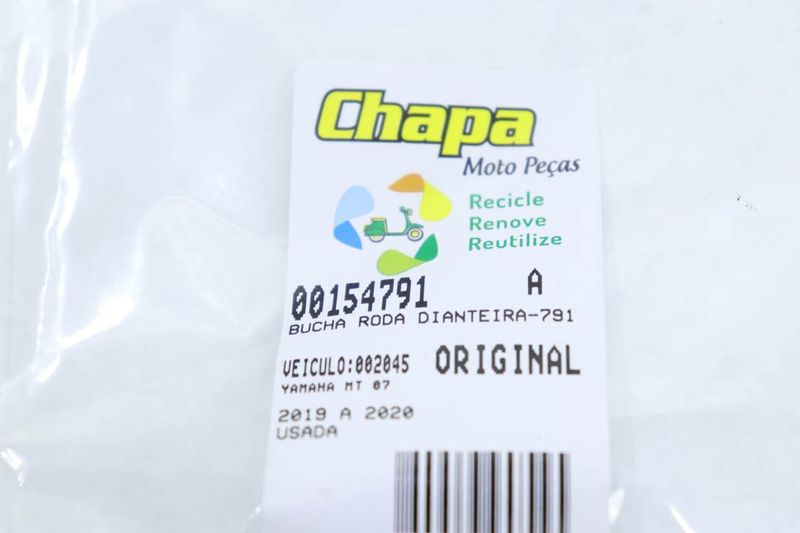 Chapa
Moto Peças
Recicle
Renove
Reutilize
00154791 A
BUCHA RODA DIANTEIRA-791
VEICULO:002045 ORIGINAL
YAMAHA MT 07
2019 A 2020
USADA